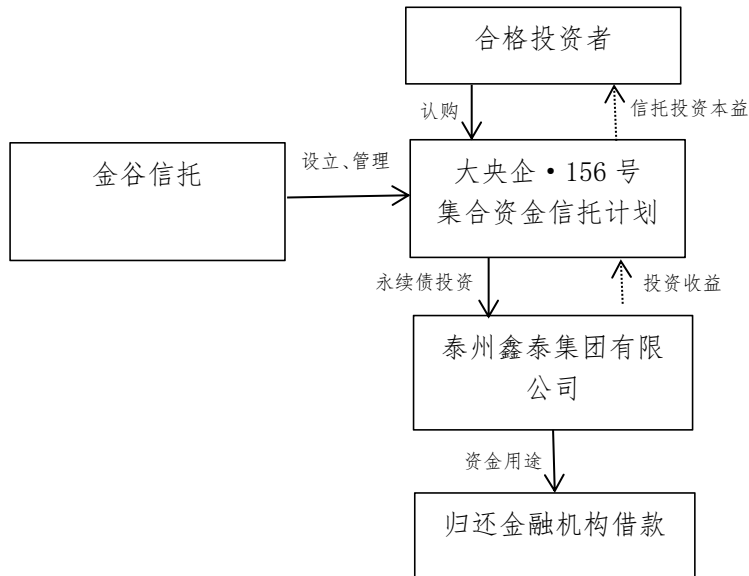 合格投资者
认购
信托投资本益
金谷信托
设立、管理
大央企·156 号
集合资金信托计划
永续债投资
投资收益
泰州鑫泰集团有限
公司
资金用途
归还金融机构借款